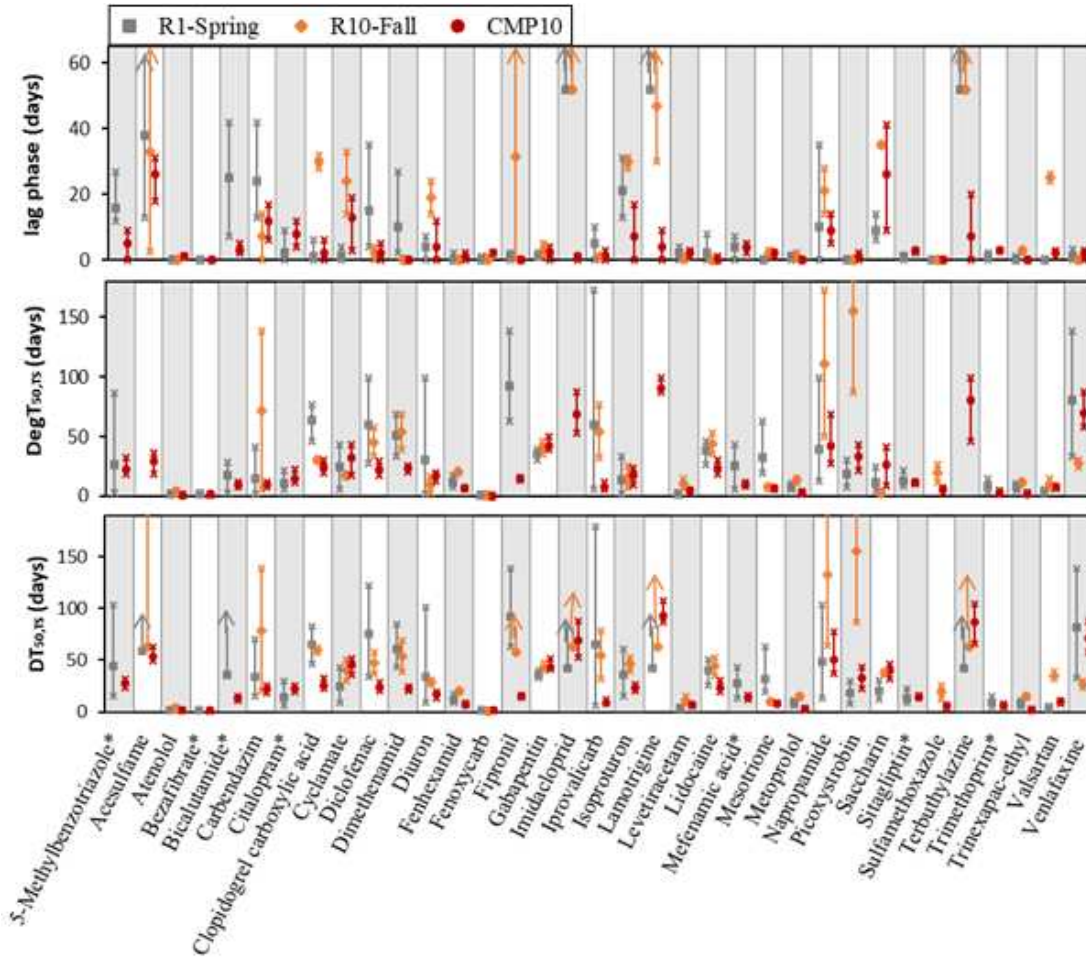 R1-Spring R10-Fall CMP10
lag phase (days)
60
40
20
0
DegT50,rs (days)
150
100
50
0
DT50,rs (days)
150
100
50
0
5-Methylbenzotriazole*
Acesulfame
Atenolol
Bezafibrate*
Bicaluamide*
Carbendazim
Citalopram*
Clopidogrel carboxylic acid
Cyclamate
Diclofenac
Dimethenamid
Diuron
Fenhexamid
Fenoxycarb
Fipronil
Gabapentin
Imidacloprid
Iprovalicarb
Isoproturon
Lamotrigine
Levetiracetam
Lidocaine
Mefenamic acid*
Mesotrione
Metoprolol
Napropamide
Picoxystrobin
Saccharin
Sitagliptin*
Sulfamethoxazole
Terbuthylazine
Trimethoprim*
Trinexapac-ethyl
Valsartan
Venlafaxine